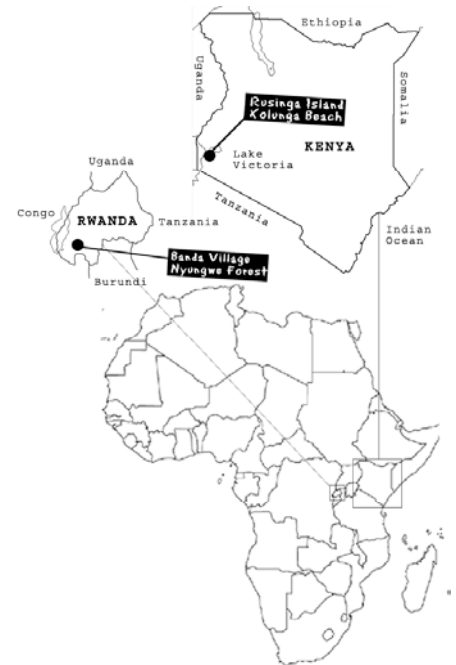 Ethiopia
Uganda
Somalia
Rusinga Island
Kolunga Beach
Lake
Victoria
KENYA
Uganda
Tanzania
Congo
RWANDA
Tanzania
Indian
Ocean
Banda Village
Nyungwe Forest
Burundi